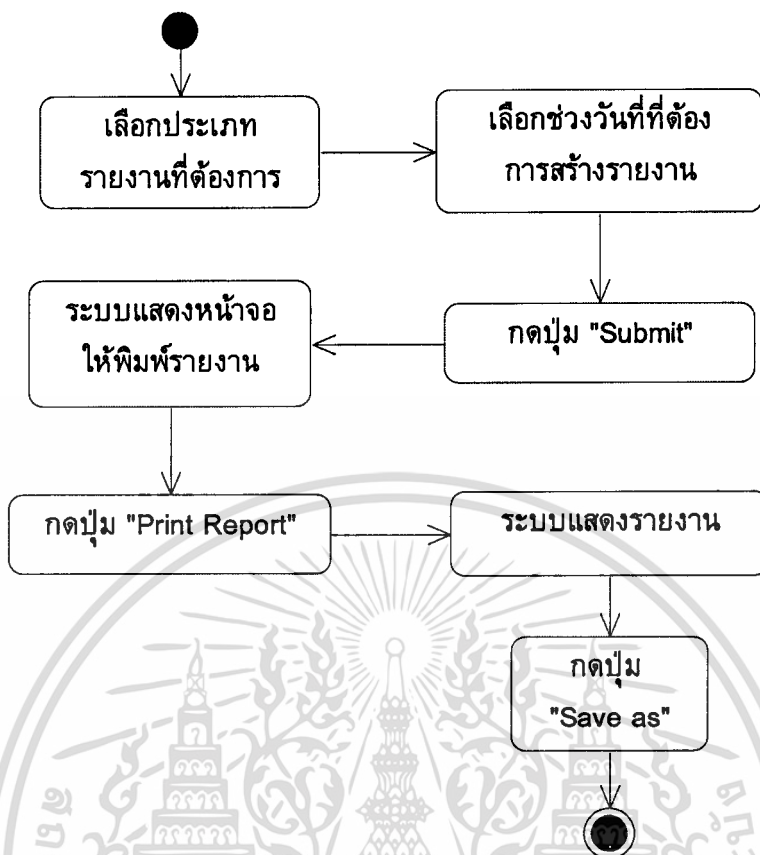 เลือกประเภท
รายงานที่ต้องการ
เลือกช่วงวันที่ที่ต้อง
การสร้างรายงาน
กดปุ่ม "Submit"
ระบบแสดงหน้าจอ
ให้พิมพ์รายงาน
กดปุ่ม "Print Report"
ระบบแสดงรายงาน
กดปุ่ม
"Save as"